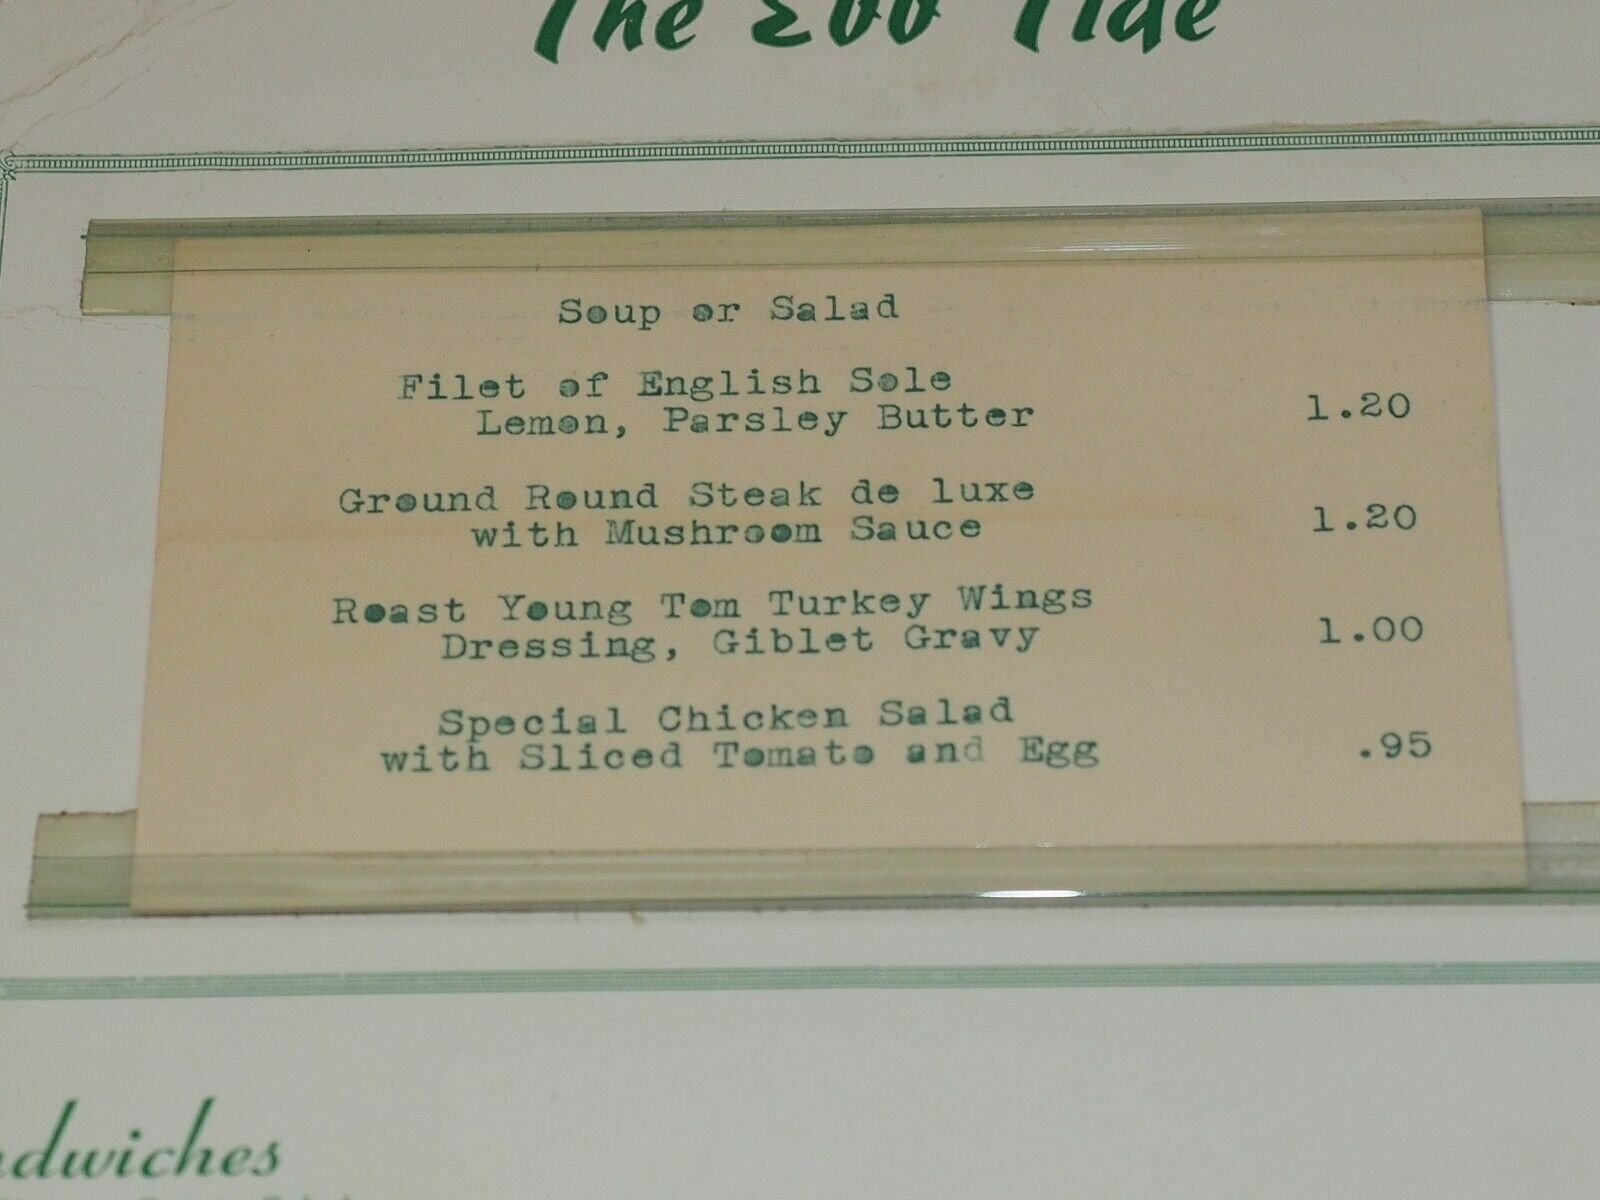 The Ebb Tide
Soup or Salad
Filet of English Sole
Lemon, Parsley Butter 1.20
Ground Round Steak de luxe
with Mushroom Sauce 1.20
Roast Young Tom Turkey Wings
Dressing, Giblet Gravy 1.00
Special Chicken Salad
with Sliced Tomato and Egg .95
ndwiches